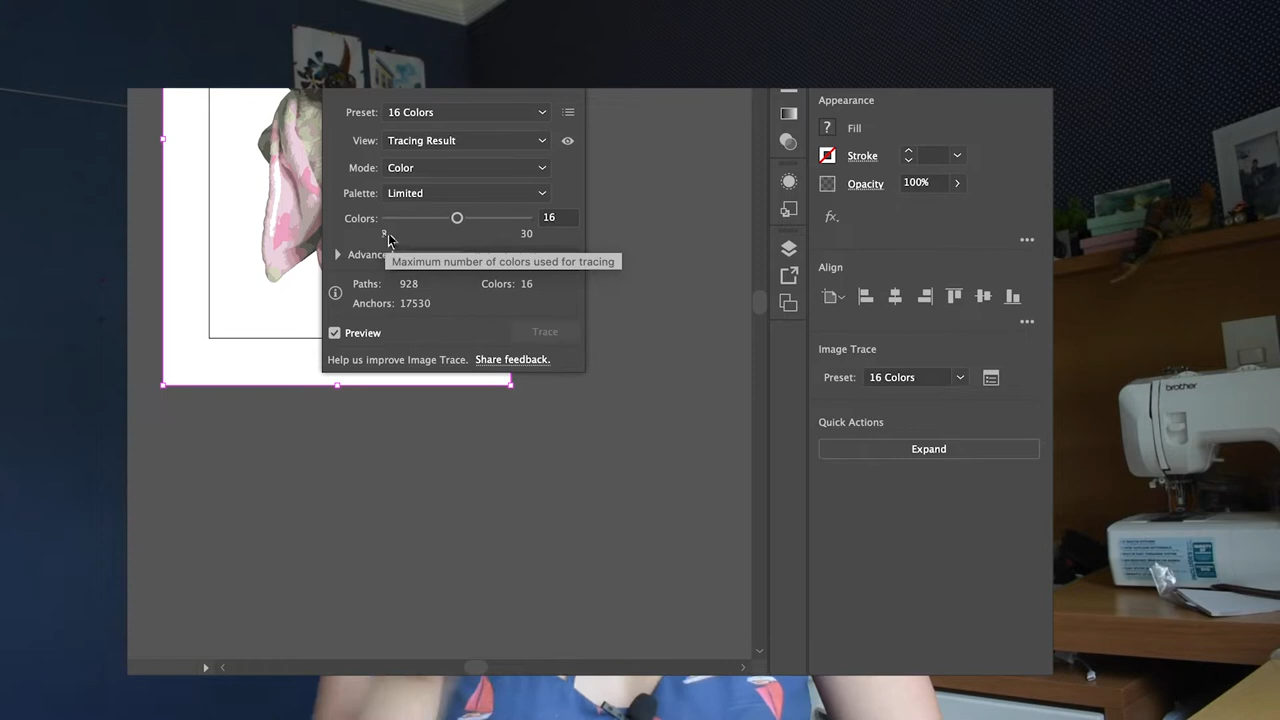 Preset: 16 Colors
View: Tracing Result
Mode: Color
Palette: Limited
Colors: 16
30
Maximum number of colors used for tracing
Paths: 928 Colors: 16
Anchors: 17530
Preview Trace
Help us improve Image Trace. Share feedback.
Appearance
? Fill
Stroke
Opacity 100%
fx.
Align
Image Trace
Preset: 16 Colors
Quick Actions
Expand
brother